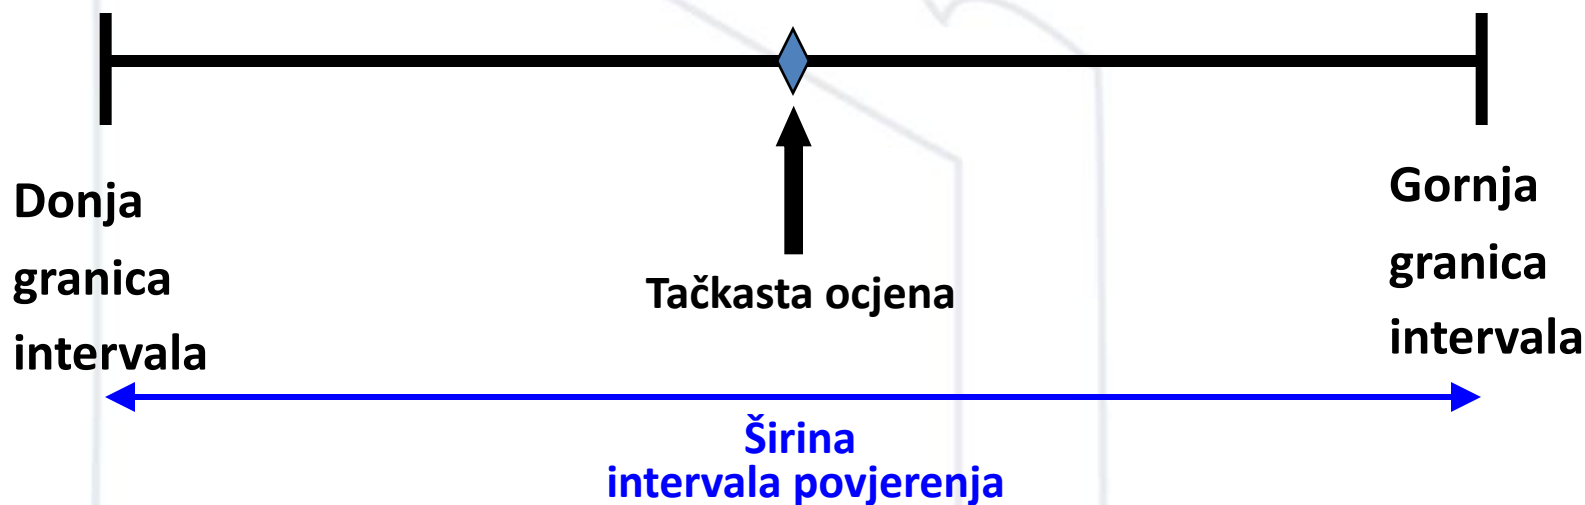 Donja
granica
intervala
Tačkasta ocjena
Gornja
granica
intervala
Širina
intervala povjerenja